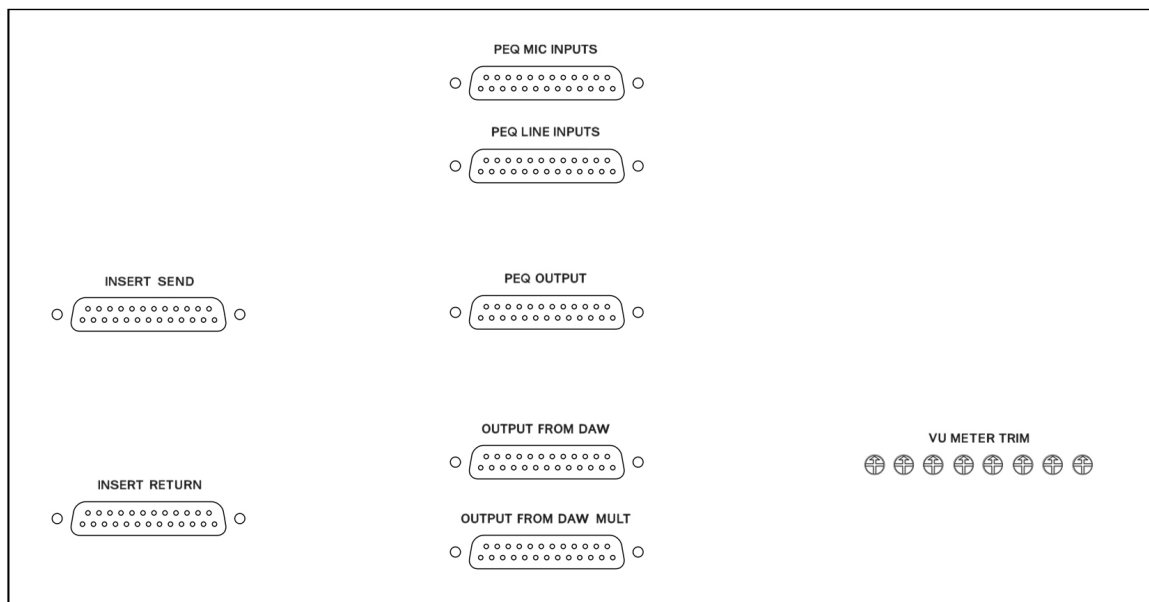 PEQ MIC INPUTS
PEQ LINE INPUTS
INSERT SEND
PEQ OUTPUT
OUTPUT FROM DAW
VU METER TRIM
INSERT RETURN
OUTPUT FROM DAW MULT